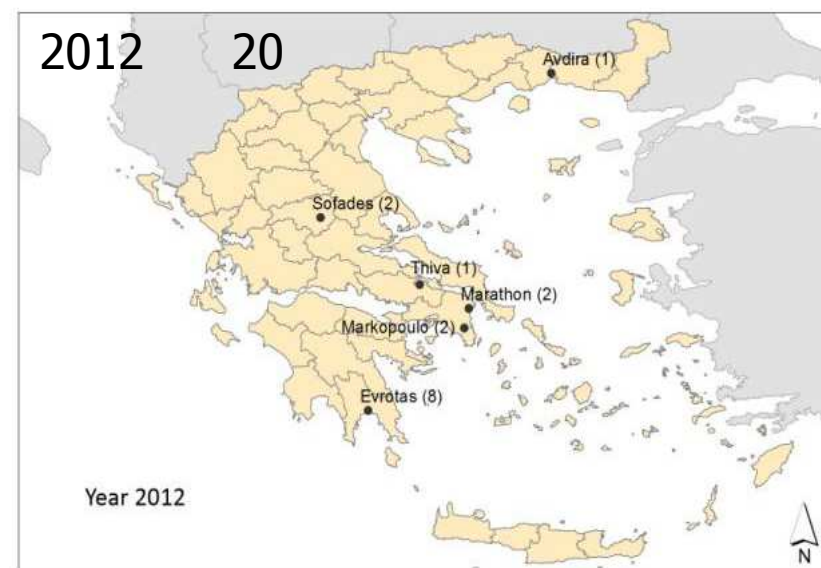 2012 20
Avdira (1)
Sofades (2)
Thiva (1)
Marathon (2)
Markopoulo (2)
Evrotas (8)
Year 2012
N